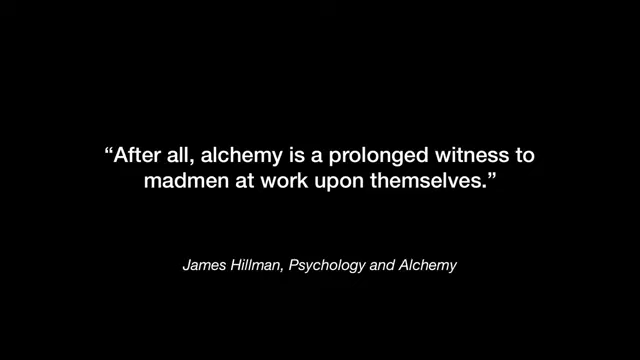 “After all, alchemy is a prolonged witness to
madmen at work upon themselves.”
James Hillman, Psychology and Alchemy